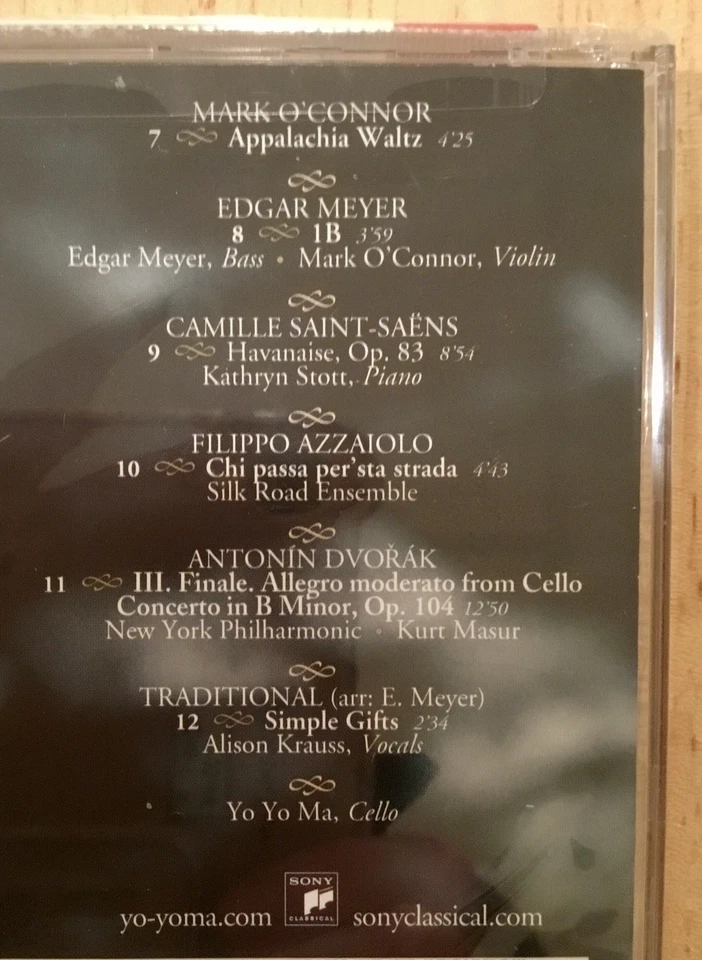 MARK O'CONNOR
7 Appalachia Waltz 4'25
EDGAR MEYER
8 1B 3'59
Edgar Meyer, Bass • Mark O'Connor, Violin
CAMILLE SAINT-SAËNS
9 Havanaise, Op. 83 8'54
Kathryn Stott, Piano
FILIPPO AZZAIOLO
10 Chi passa per'sta strada 4'43
Silk Road Ensemble
ANTONÍN DVOŘÁK
11 III. Finale. Allegro moderato from Cello
Concerto in B Minor, Op. 104 12'50
New York Philharmonic • Kurt Masur
TRADITIONAL (arr: E. Meyer)
12 Simple Gifts 2'34
Alison Krauss, Vocals
Yo Yo Ma, Cello
SONY
CLASSICAL
yo-yoma.com sonyclassical.com